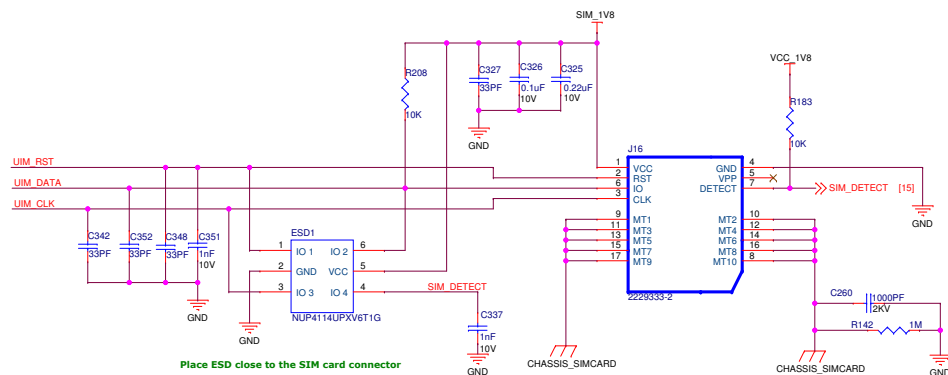 SIM_1V8
R208
10K
C327
33PF
C326
0.1uF
10V
C325
0.22uF
10V
GND
VCC_1V8
R183
10K
UIM_RST
UIM_DATA
UIM_CLK
J16
1 VCC GND 4
2 RST VPP 5
6 IO DETECT 7
3 CLK
9 MT1 MT2 10
11 MT3 MT4 12
13 MT5 MT6 14
15 MT7 MT8 16
17 MT9 MT10 8
2229333-2
SIM_DETECT [15]
GND
C342
33PF
C352
33PF
C348
33PF
C351
1nF
10V
GND
ESD1
1 IO 1 IO 2 6
2 GND VCC 5
3 IO 3 IO 4 4
NUP4114UPXV6T1G
GND
SIM_DETECT
C337
1nF
10V
GND
C260
1000PF
2KV
R142
1M
GND
CHASSIS_SIMCARD
CHASSIS_SIMCARD
Place ESD close to the SIM card connector